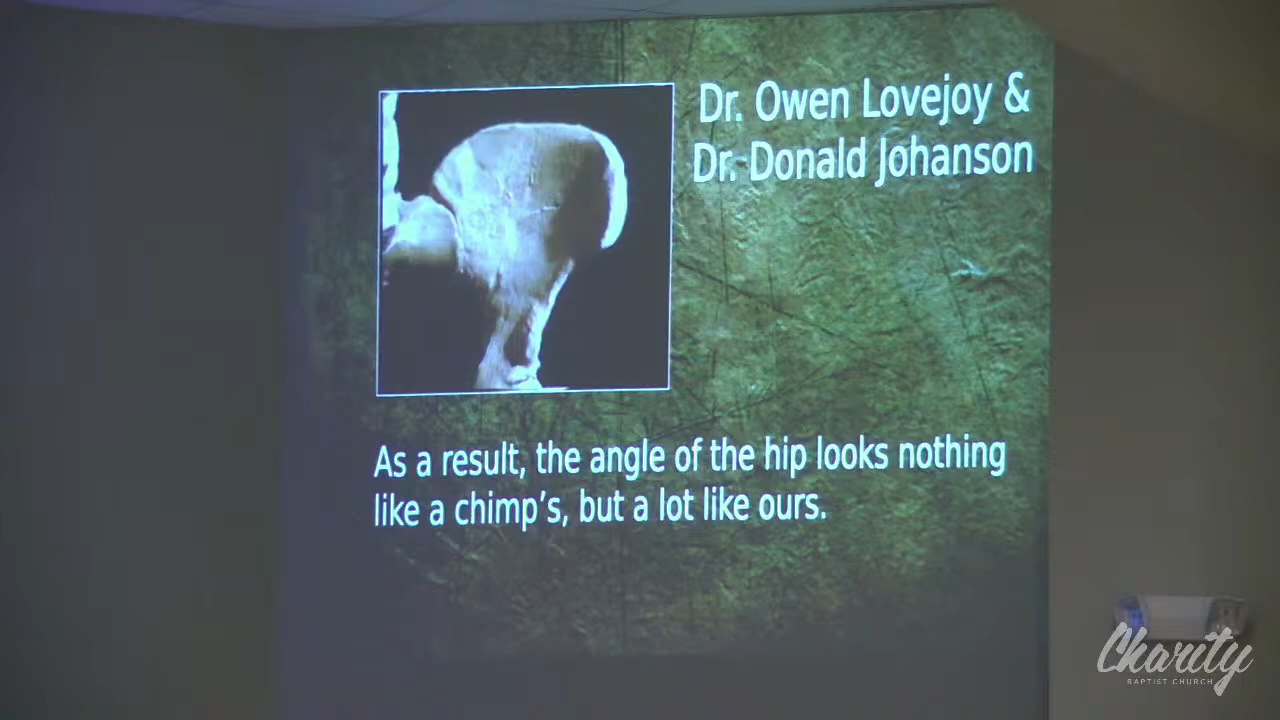 Dr. Owen Lovejoy &
Dr. Donald Johanson
As a result, the angle of the hip looks nothing
like a chimp's, but a lot like ours.
Charity
BAPTIST CHURCH